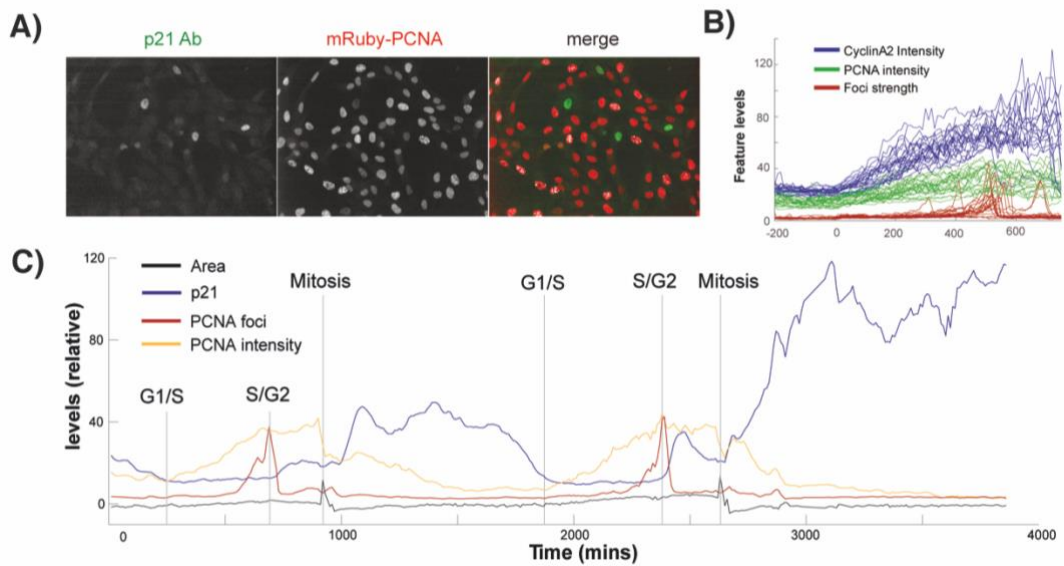 A)
p21 Ab
mRuby-PCNA
merge
B)
CyclinA2 Intensity
PCNA intensity
Foci strength
Feature levels
120
80
40
0
-200
0
200
400
600
C)
Area
p21
PCNA foci
PCNA intensity
G1/S
S/G2
Mitosis
G1/S
S/G2
Mitosis
levels (relative)
120
80
40
0
0
1000
2000
3000
4000
Time (mins)